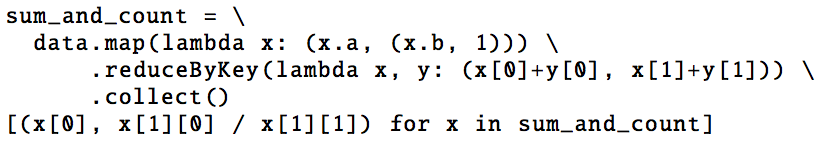 sum_and_count = \
  data.map(lambda x: (x.a, (x.b, 1))) \
      .reduceByKey(lambda x, y: (x[0]+y[0], x[1]+y[1])) \
      .collect()
[(x[0], x[1][0] / x[1][1]) for x in sum_and_count]